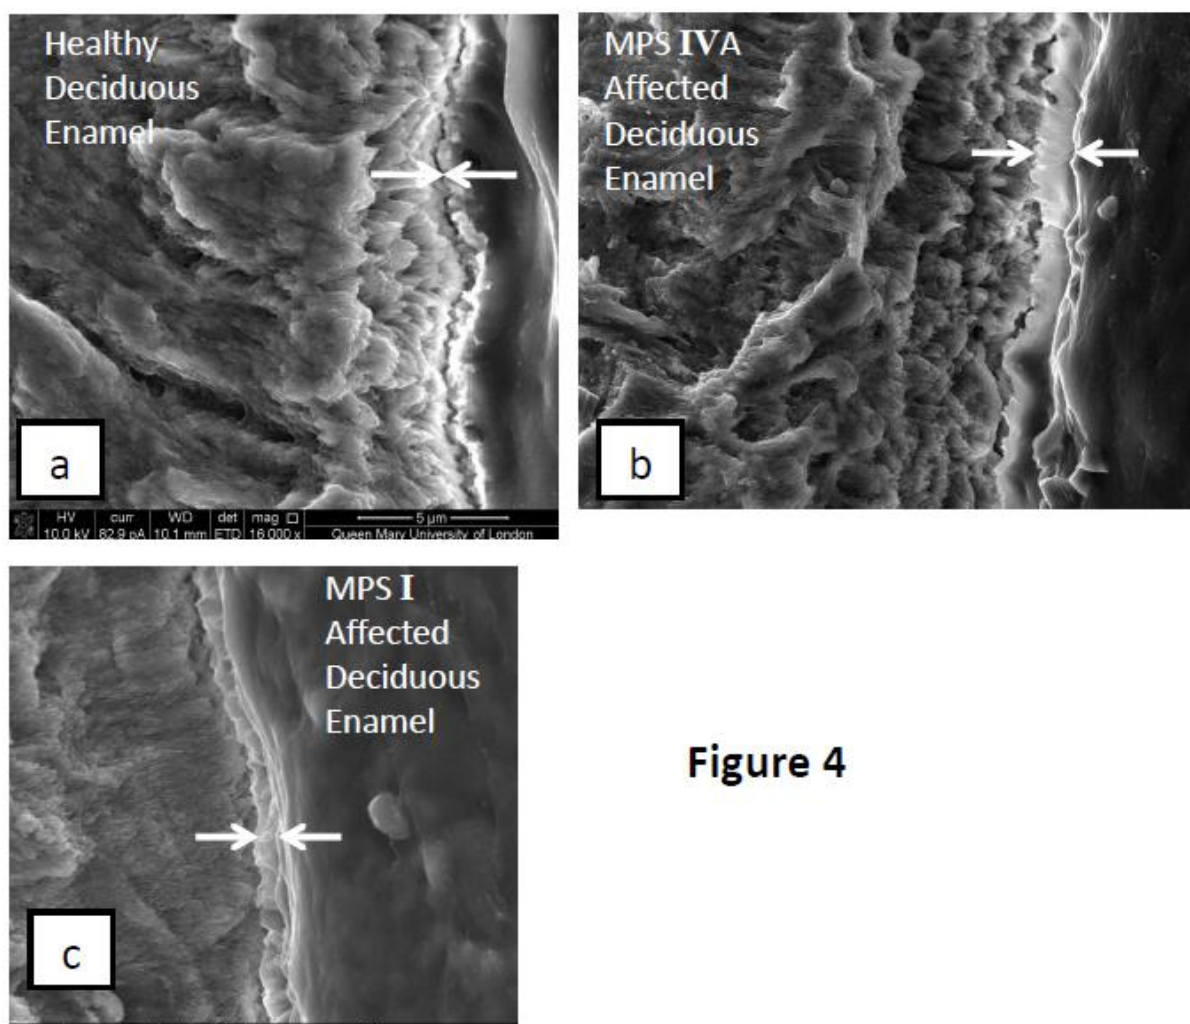 Healthy
Deciduous
Enamel
a
HV curr WD det mag □ 5 µm
10.0 kV 82.9 pA 10.1 mm ETD 16 000 x Queen Mary University of London
MPS IVA
Affected
Deciduous
Enamel
b
MPS I
Affected
Deciduous
Enamel
c
Figure 4